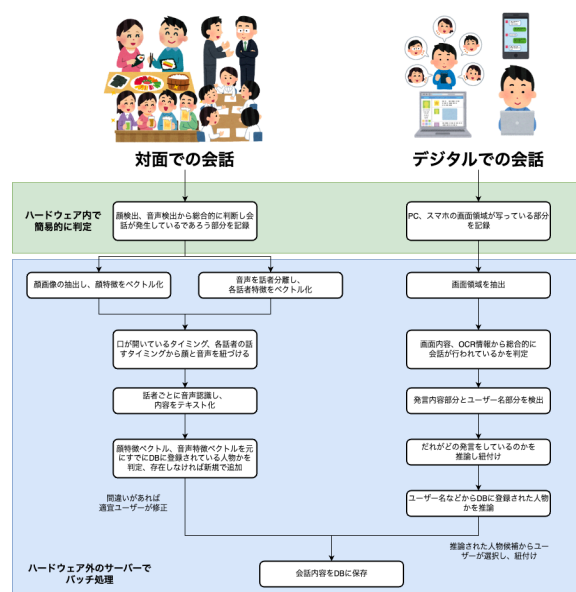 対面での会話
デジタルでの会話
ハードウェア内で
簡易的に判定
顔検出、音声検出から総合的に判断し会
話が発生しているであろう部分を記録
PC、スマホの画面領域が写っている部分
を記録
顔画像の抽出し、顔特徴をベクトル化
音声を話者分離し、
各話者特徴をベクトル化
画面領域を抽出
口が開いているタイミング、各話者の話
すタイミングから顔と音声を紐づける
画面内容、OCR情報から総合的に
会話が行われているかを判定
話者ごとに音声認識し、
内容をテキスト化
発言内容部分とユーザー名部分を検出
顔特徴ベクトル、音声特徴ベクトルを元
にすでにDBに登録されている人物かを
判定、存在しなければ新規で追加
だれがどの発言をしているのかを
推論し紐付け
間違いがあれば
適宜ユーザーが修正
ユーザー名などからDBに登録された人物
かを推論
推論された人物候補からユー
ザーが選択し、紐付け
ハードウェア外のサーバーで
バッチ処理
会話内容をDBに保存